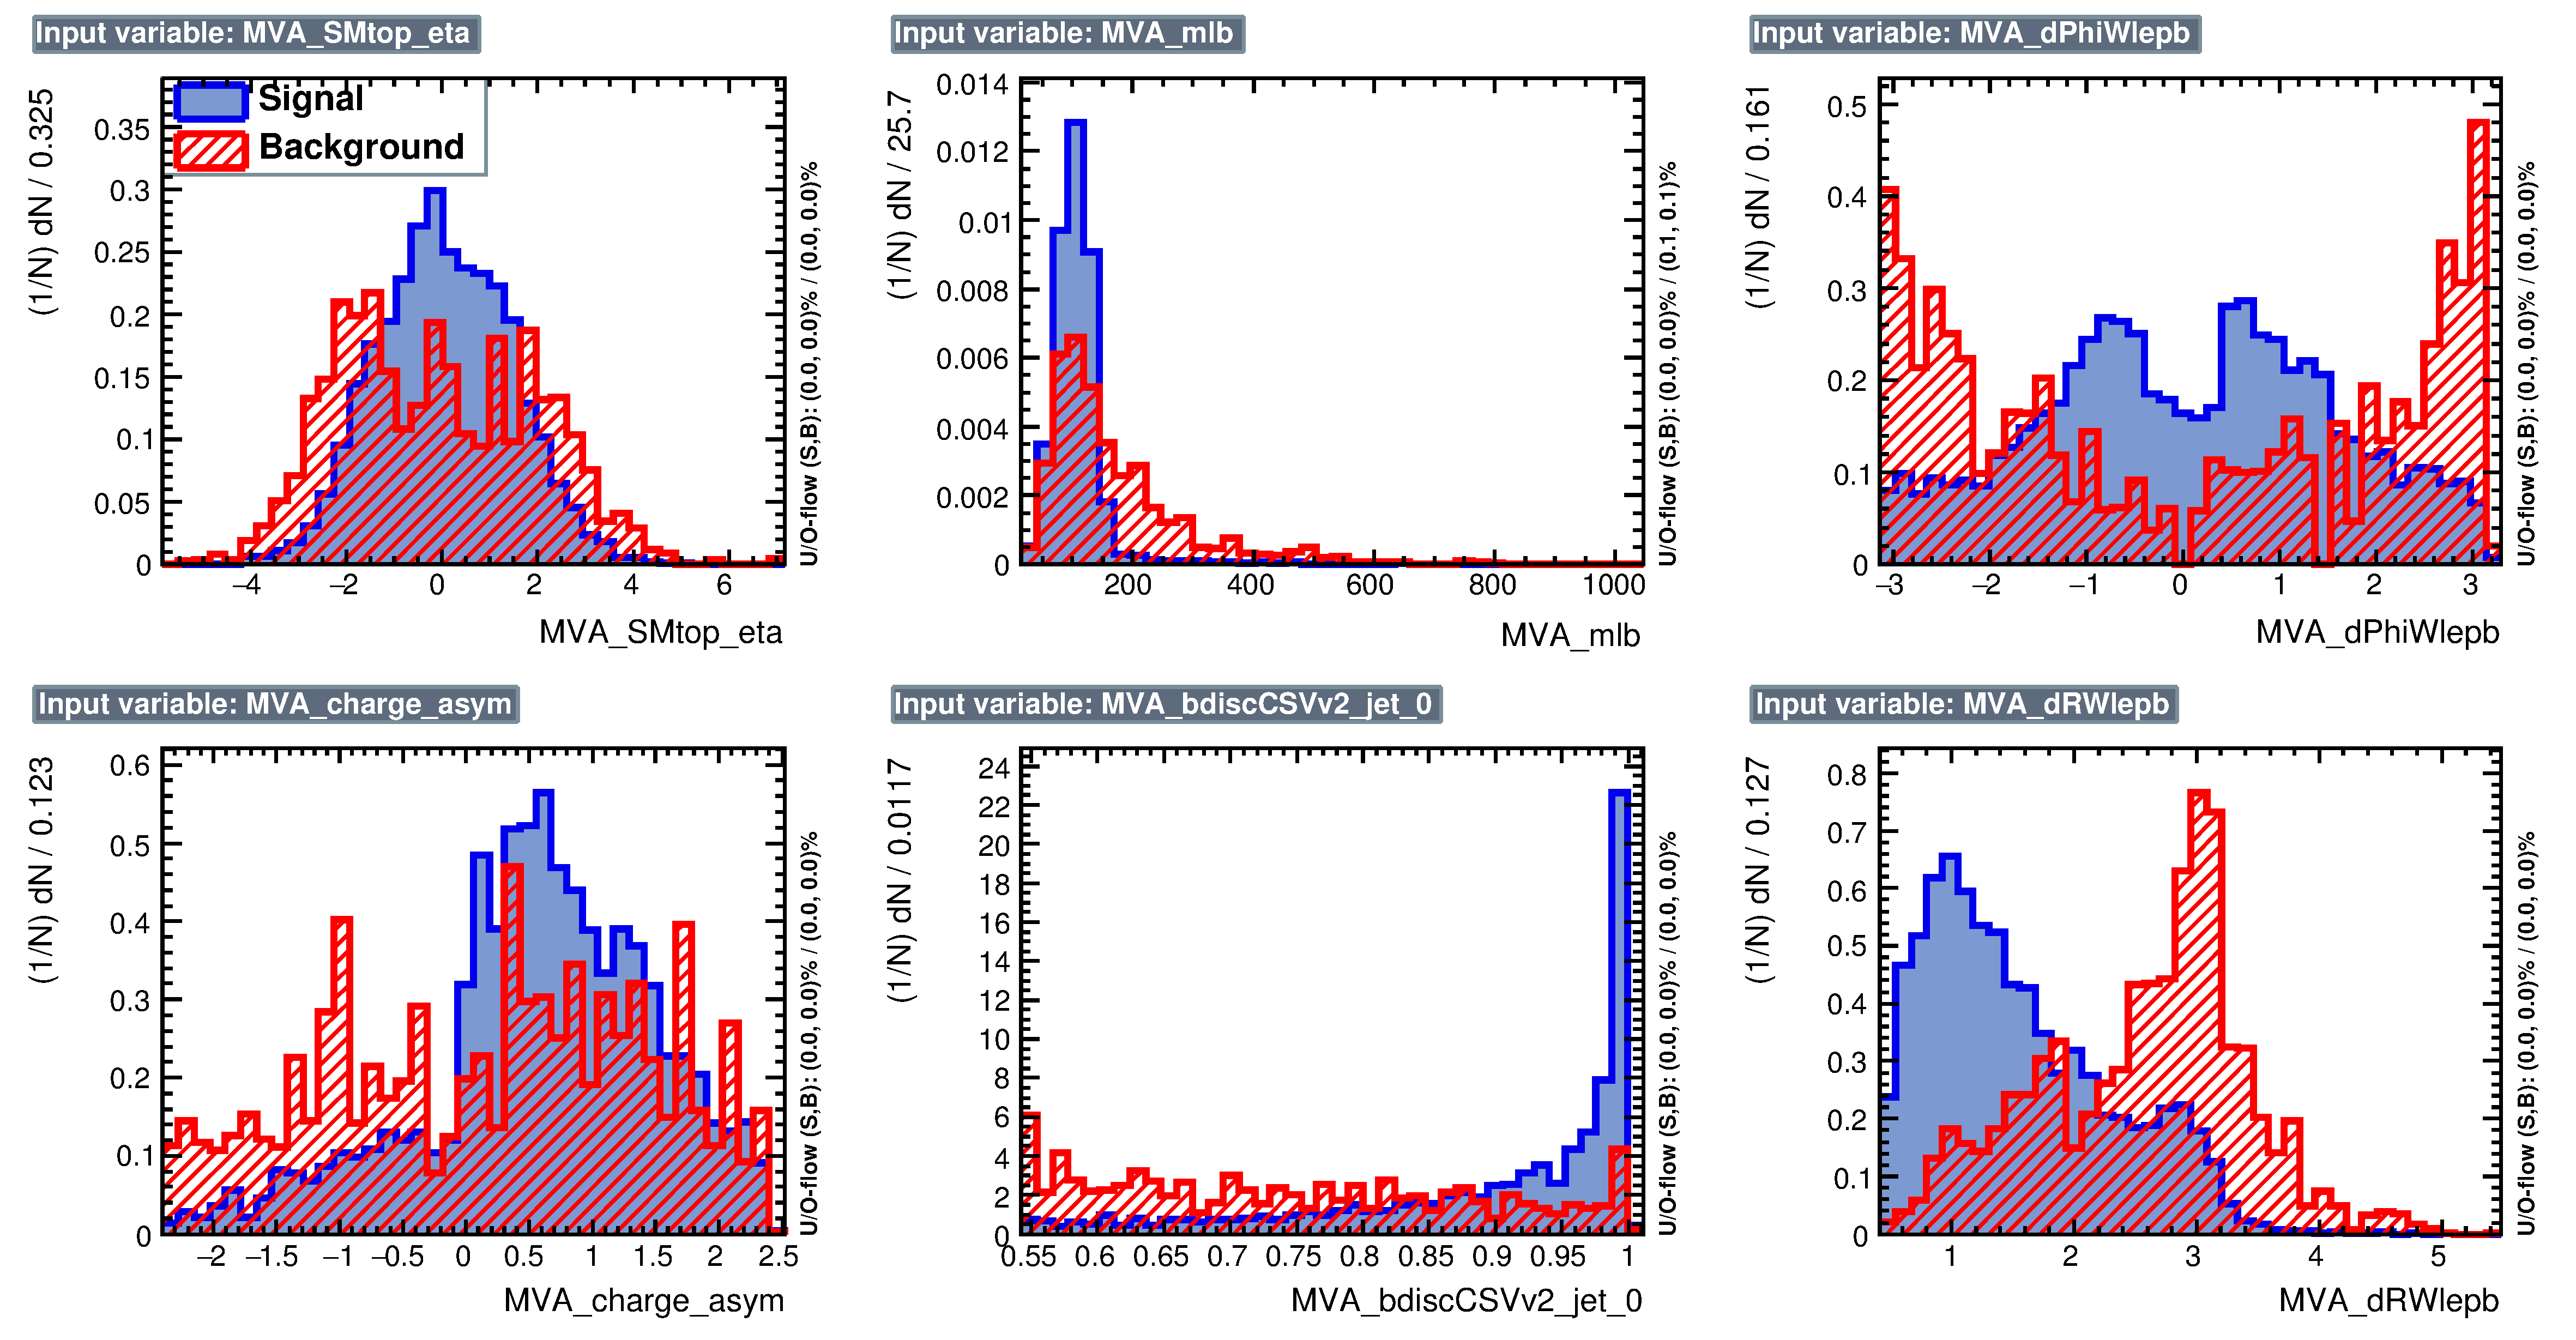 Input variable: MVA_SMtop_eta
(1/N) dN / 0.325
Signal
Background
0.35
0.3
0.25
0.2
0.15
0.1
0.05
0
−4 −2 0 2 4 6
MVA_SMtop_eta
U/O-flow (S,B): (0.0, 0.0)% / (0.0, 0.0)%
Input variable: MVA_mlb
(1/N) dN / 25.7
0.014
0.012
0.01
0.008
0.006
0.004
0.002
0
200 400 600 800 1000
MVA_mlb
U/O-flow (S,B): (0.0, 0.0)% / (0.1, 0.1)%
Input variable: MVA_dPhiWlepb
(1/N) dN / 0.161
0.5
0.4
0.3
0.2
0.1
0
−3 −2 −1 0 1 2 3
MVA_dPhiWlepb
U/O-flow (S,B): (0.0, 0.0)% / (0.0, 0.0)%
Input variable: MVA_charge_asym
(1/N) dN / 0.123
0.6
0.5
0.4
0.3
0.2
0.1
0
−2 −1.5 −1 −0.5 0 0.5 1 1.5 2 2.5
MVA_charge_asym
U/O-flow (S,B): (0.0, 0.0)% / (0.0, 0.0)%
Input variable: MVA_bdiscCSVv2_jet_0
(1/N) dN / 0.0117
24
22
20
18
16
14
12
10
8
6
4
2
0
0.55 0.6 0.65 0.7 0.75 0.8 0.85 0.9 0.95 1
MVA_bdiscCSVv2_jet_0
U/O-flow (S,B): (0.0, 0.0)% / (0.0, 0.0)%
Input variable: MVA_dRWlepb
(1/N) dN / 0.127
0.8
0.7
0.6
0.5
0.4
0.3
0.2
0.1
0
1 2 3 4 5
MVA_dRWlepb
U/O-flow (S,B): (0.0, 0.0)% / (0.0, 0.0)%